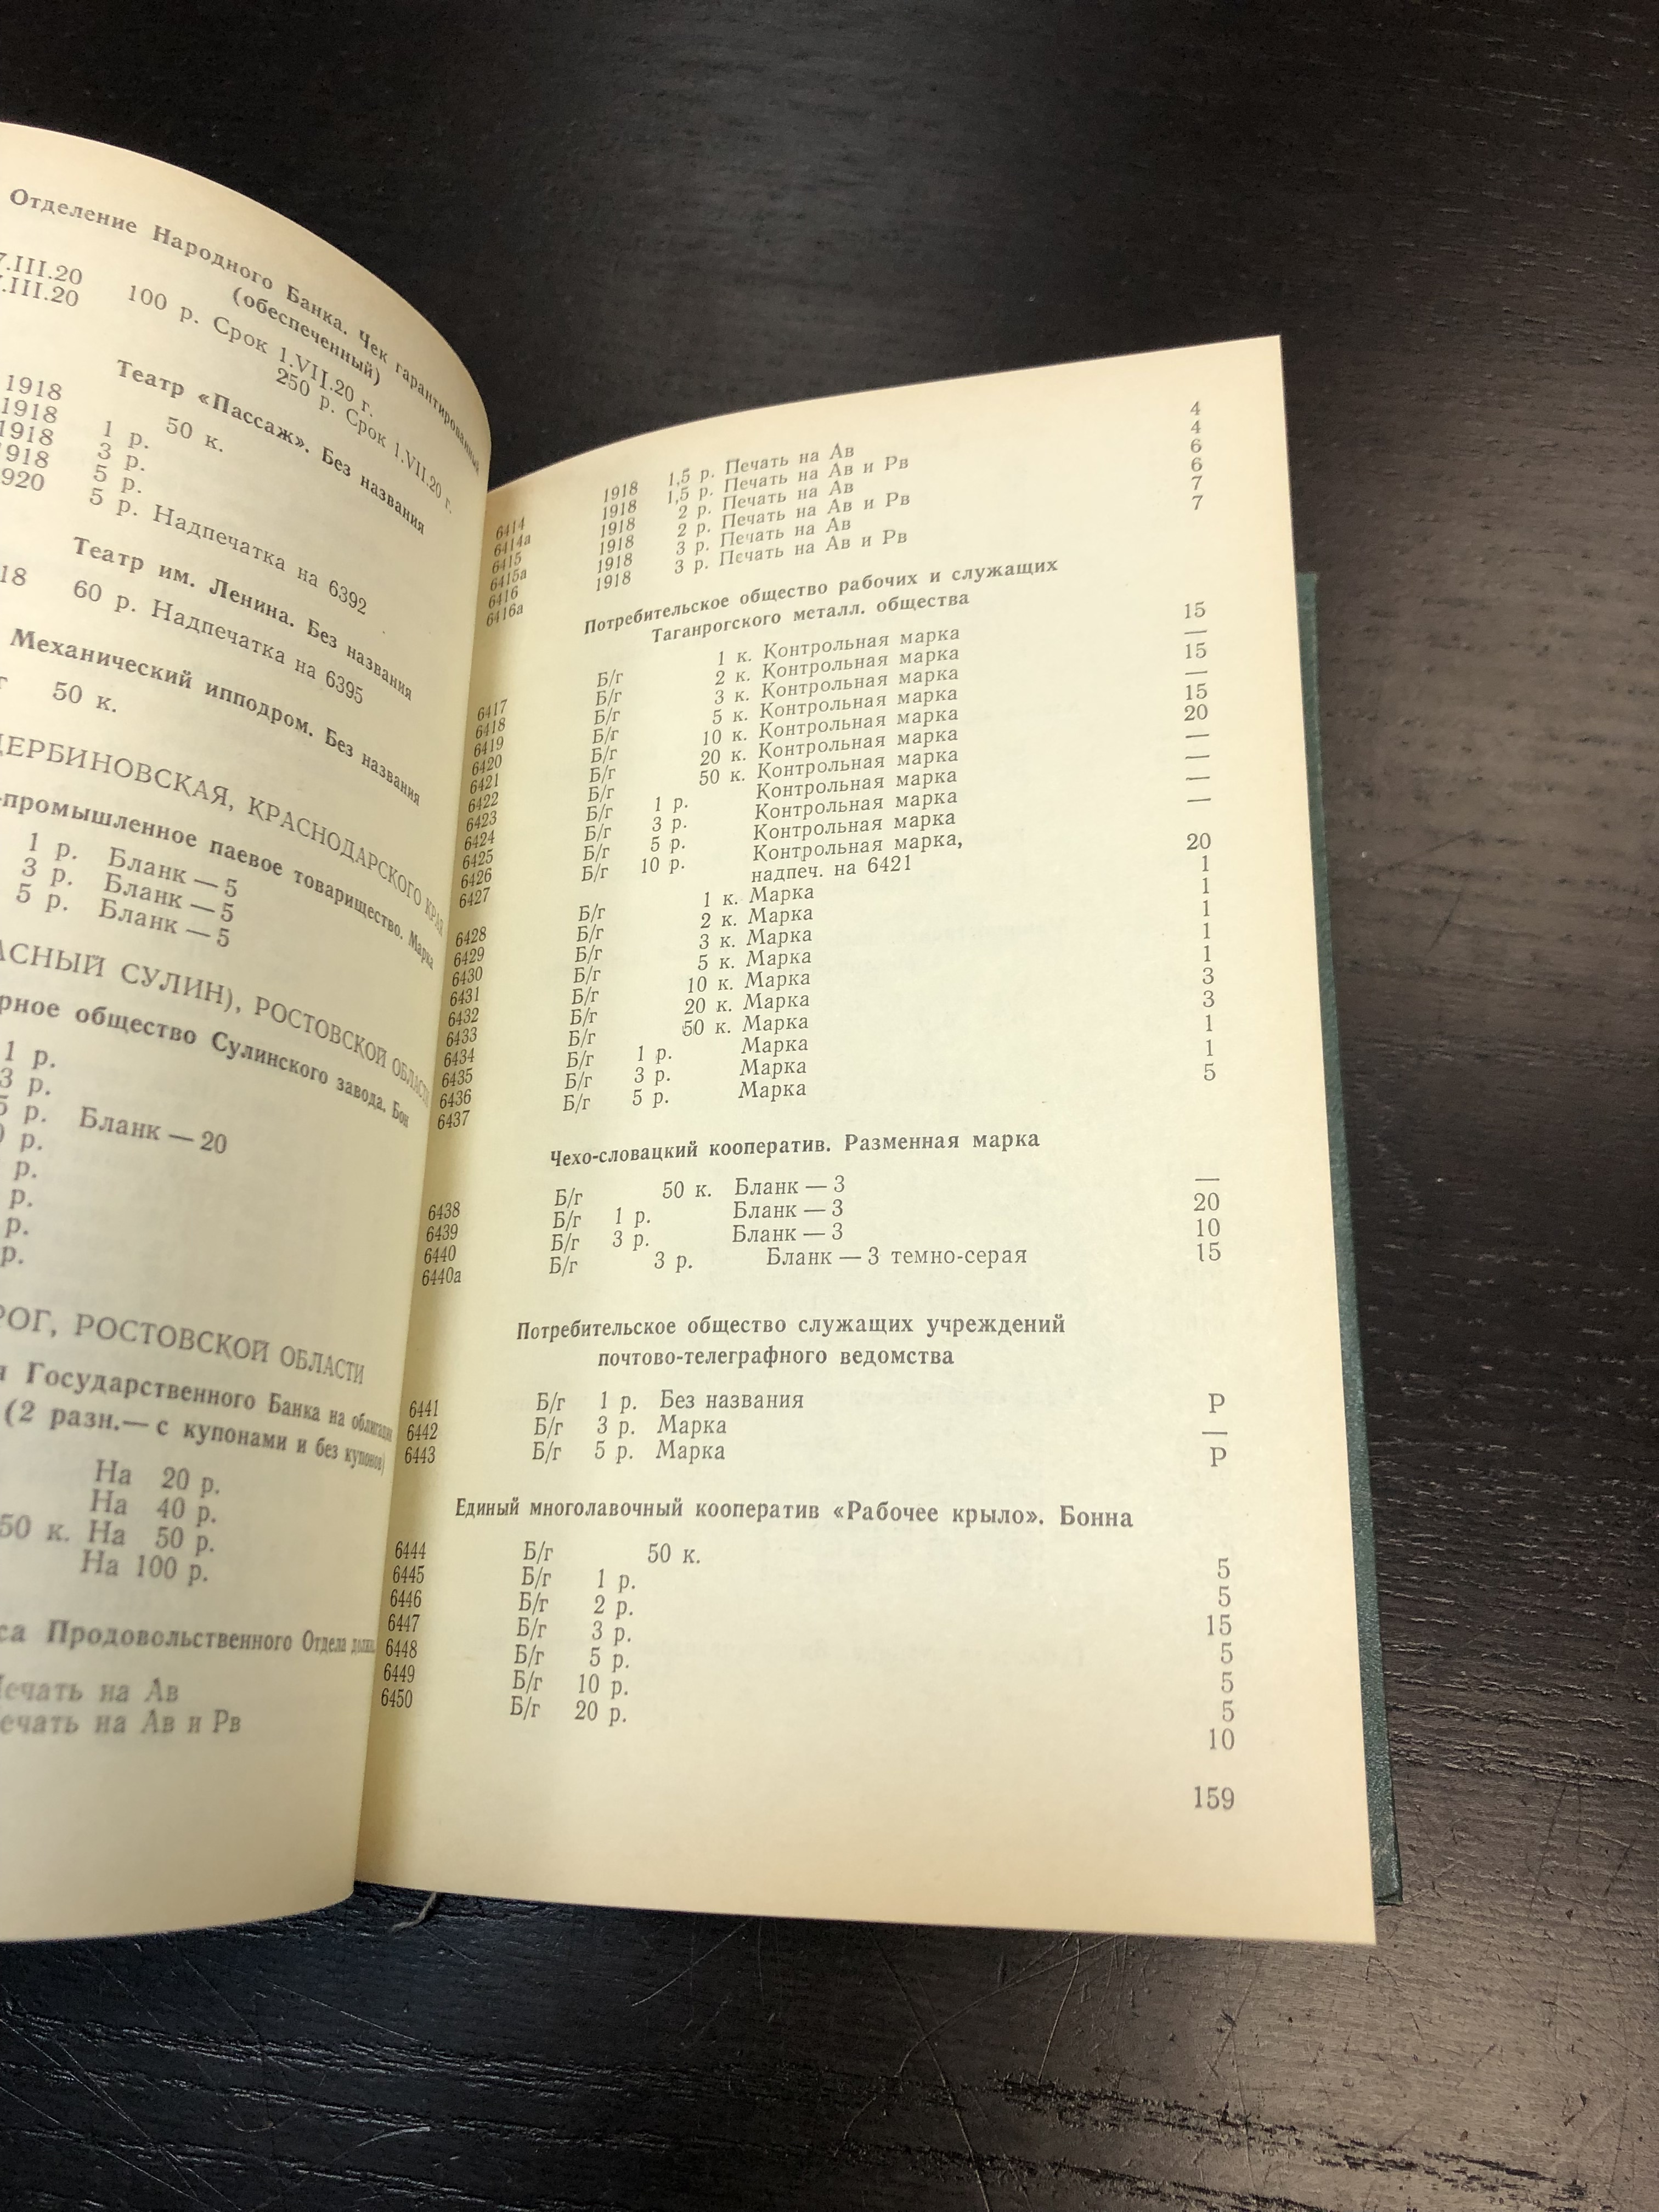 Отделение Народного Банка. Чек гарантированный
(обеспеченный)
7.III.20 100 р. Срок 1.VII.20 г.
7.III.20 250 р. Срок 1.VII.20 г.
Театр «Пассаж». Без названия
1918 50 к.
1918 1 р.
1918 3 р.
1918 5 р.
1920 5 р. Надпечатка на 6392
Театр им. Ленина. Без названия
18 60 р. Надпечатка на 6395
Механический ипподром. Без названия
г 50 к.
ЩЕРБИНОВСКАЯ, КРАСНОДАРСКОГО КРАЯ
-промышленное паевое товарищество. Марка
1 р. Бланк — 5
3 р. Бланк — 5
5 р. Бланк — 5
АСНЫЙ СУЛИН), РОСТОВСКОЙ ОБЛАСТИ
рное общество Сулинского завода. Бон
1 р.
3 р.
5 р. Бланк — 20
р.
р.
р.
р.
р.
РОГ, РОСТОВСКОЙ ОБЛАСТИ
я Государственного Банка на облигации
(2 разн.— с купонами и без купонов)
На 20 р.
На 40 р.
50 к. На 50 р.
На 100 р.
са Продовольственного Отдела
Печать на Ав
Печать на Ав и Рв
6414 1918 1,5 р. Печать на Ав 4
6414а 1918 1,5 р. Печать на Ав и Рв 4
6415 1918 2 р. Печать на Ав 6
6415а 1918 2 р. Печать на Ав и Рв 6
6416 1918 3 р. Печать на Ав 7
6416а 1918 3 р. Печать на Ав и Рв 7
Потребительское общество рабочих и служащих
Таганрогского металл. общества
6417 Б/г 1 к. Контрольная марка 15
6418 Б/г 2 к. Контрольная марка —
6419 Б/г 3 к. Контрольная марка 15
6420 Б/г 5 к. Контрольная марка —
6421 Б/г 10 к. Контрольная марка 15
6422 Б/г 20 к. Контрольная марка 20
6423 Б/г 50 к. Контрольная марка —
6424 Б/г 1 р. Контрольная марка —
6425 Б/г 3 р. Контрольная марка —
6426 Б/г 5 р. Контрольная марка —
6427 Б/г 10 р. Контрольная марка,
надпеч. на 6421 20
6428 Б/г 1 к. Марка 1
6429 Б/г 2 к. Марка 1
6430 Б/г 3 к. Марка 1
6431 Б/г 5 к. Марка 1
6432 Б/г 10 к. Марка 1
6433 Б/г 20 к. Марка 3
6434 Б/г 50 к. Марка 3
6435 Б/г 1 р. Марка 1
6436 Б/г 3 р. Марка 1
6437 Б/г 5 р. Марка 5
Чехо-словацкий кооператив. Разменная марка
6438 Б/г 50 к. Бланк — 3 —
6439 Б/г 1 р. Бланк — 3 20
6440 Б/г 3 р. Бланк — 3 10
6440а Б/г 3 р. Бланк — 3 темно-серая 15
Потребительское общество служащих учреждений
почтово-телеграфного ведомства
6441 Б/г 1 р. Без названия Р
6442 Б/г 3 р. Марка —
6443 Б/г 5 р. Марка Р
Единый многолавочный кооператив «Рабочее крыло». Бонна
6444 Б/г 50 к. 5
6445 Б/г 1 р. 5
6446 Б/г 2 р. 15
6447 Б/г 3 р. 5
6448 Б/г 5 р. 5
6449 Б/г 10 р. 5
6450 Б/г 20 р. 10
159